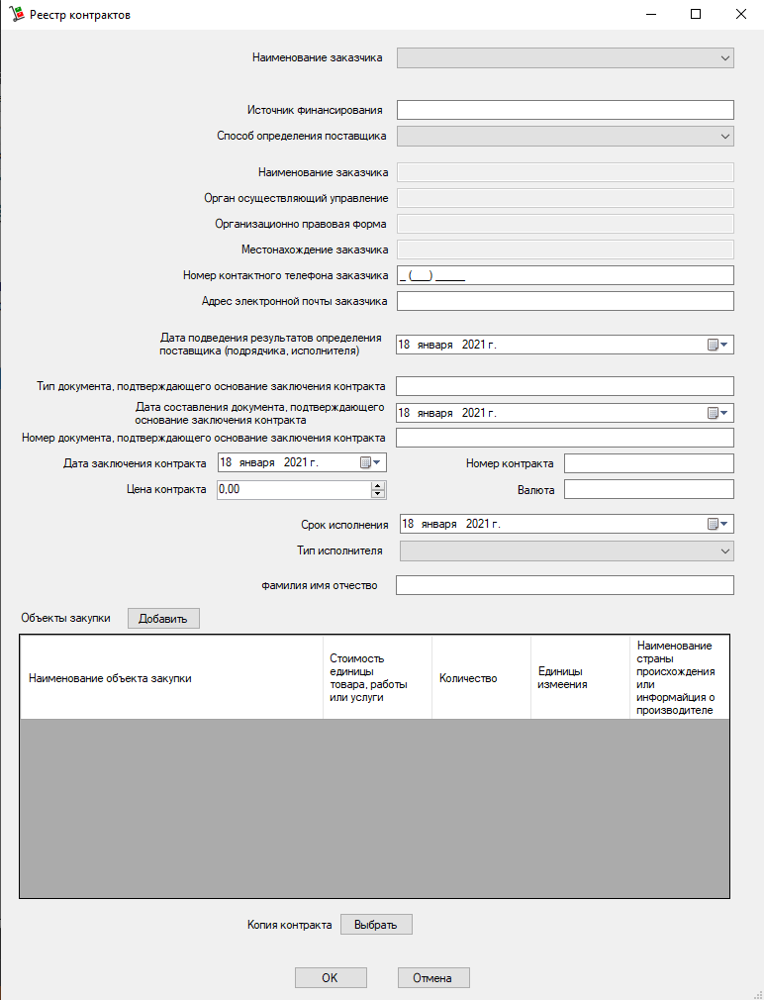 Реестр контрактов
Наименование заказчика
Источник финансирования
Способ определения поставщика
Наименование заказчика
Орган осуществляющий управление
Организационно правовая форма
Местонахождение заказчика
Номер контактного телефона заказчика
_ (___) _____
Адрес электронной почты заказчика
Дата подведения результатов определения
поставщика (подрядчика, исполнителя)
18 января 2021 г.
Тип документа, подтверждающего основание заключения контракта
Дата составления документа, подтверждающего
основание заключения контракта
18 января 2021 г.
Номер документа, подтверждающего основание заключения контракта
Дата заключения контракта
18 января 2021 г.
Номер контракта
Цена контракта
0,00
Валюта
Срок исполнения
18 января 2021 г.
Тип исполнителя
фамилия имя отчество
Объекты закупки
Добавить
Наименование объекта закупки
Стоимость
единицы
товара, работы
или услуги
Количество
Единицы
измеения
Наименование
страны
происхождения
или
информайция о
производителе
Копия контракта
Выбрать
OK
Отмена